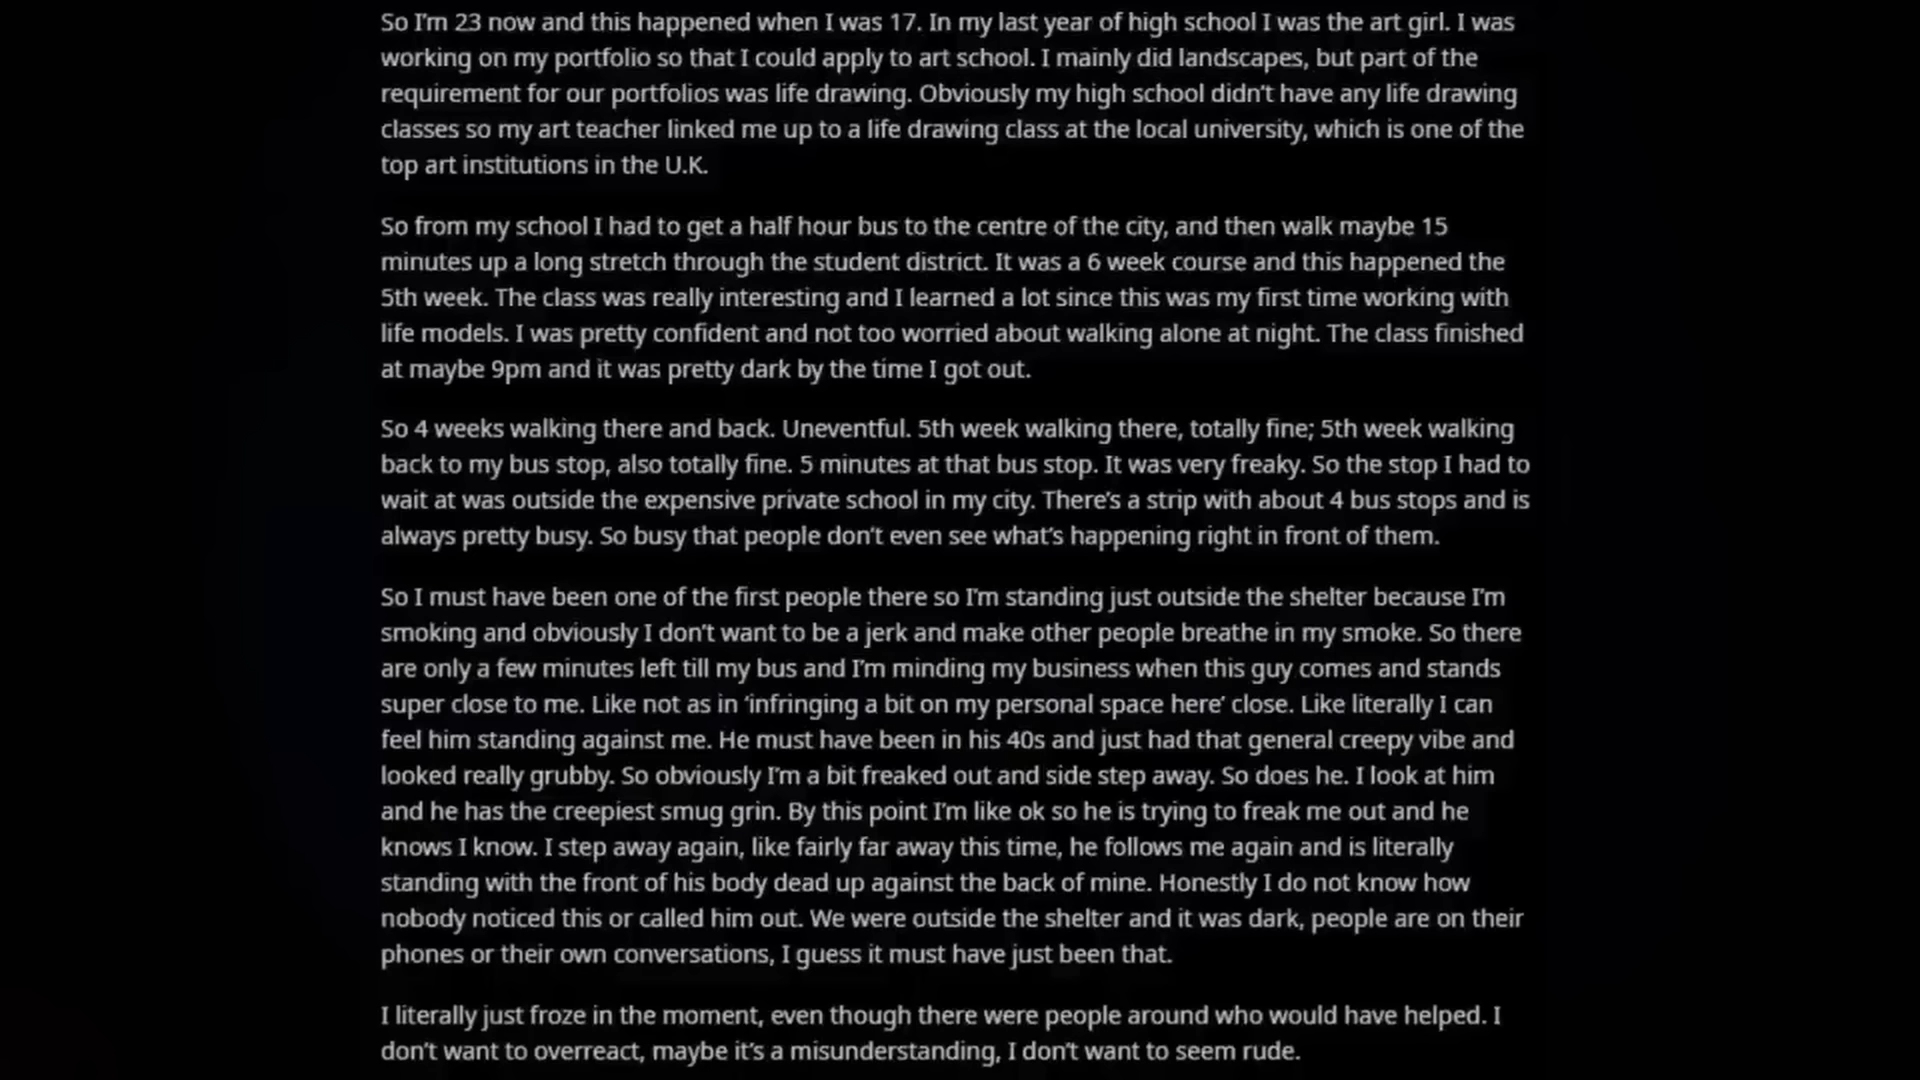 So I'm 23 now and this happened when I was 17. In my last year of high school I was the art girl. I was
working on my portfolio so that I could apply to art school. I mainly did landscapes, but part of the
requirement for our portfolios was life drawing. Obviously my high school didn't have any life drawing
classes so my art teacher linked me up to a life drawing class at the local university, which is one of the
top art institutions in the U.K.
So from my school I had to get a half hour bus to the centre of the city, and then walk maybe 15
minutes up a long stretch through the student district. It was a 6 week course and this happened the
5th week. The class was really interesting and I learned a lot since this was my first time working with
life models. I was pretty confident and not too worried about walking alone at night. The class finished
at maybe 9pm and it was pretty dark by the time I got out.
So 4 weeks walking there and back. Uneventful. 5th week walking there, totally fine; 5th week walking
back to my bus stop, also totally fine. 5 minutes at that bus stop. It was very freaky. So the stop I had to
wait at was outside the expensive private school in my city. There's a strip with about 4 bus stops and is
always pretty busy. So busy that people don't even see what's happening right in front of them.
So I must have been one of the first people there so I'm standing just outside the shelter because I'm
smoking and obviously I don't want to be a jerk and make other people breathe in my smoke. So there
are only a few minutes left till my bus and I'm minding my business when this guy comes and stands
super close to me. Like not as in 'infringing a bit on my personal space here' close. Like literally I can
feel him standing against me. He must have been in his 40s and just had that general creepy vibe and
looked really grubby. So obviously I'm a bit freaked out and side step away. So does he. I look at him
and he has the creepiest smug grin. By this point I'm like ok so he is trying to freak me out and he
knows I know. I step away again, like fairly far away this time, he follows me again and is literally
standing with the front of his body dead up against the back of mine. Honestly I do not know how
nobody noticed this or called him out. We were outside the shelter and it was dark, people are on their
phones or their own conversations, I guess it must have just been that.
I literally just froze in the moment, even though there were people around who would have helped. I
don't want to overreact, maybe it's a misunderstanding, I don't want to seem rude.